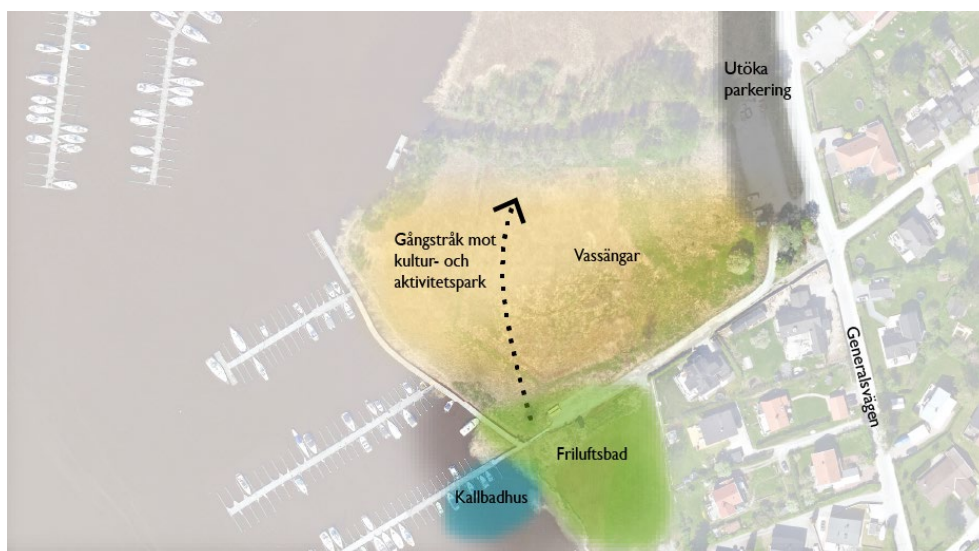 Utöka
parkering
Gångstråk mot
kultur- och
aktivitetspark
Vassängar
Generalsvägen
Friluftsbad
Kallbadhus